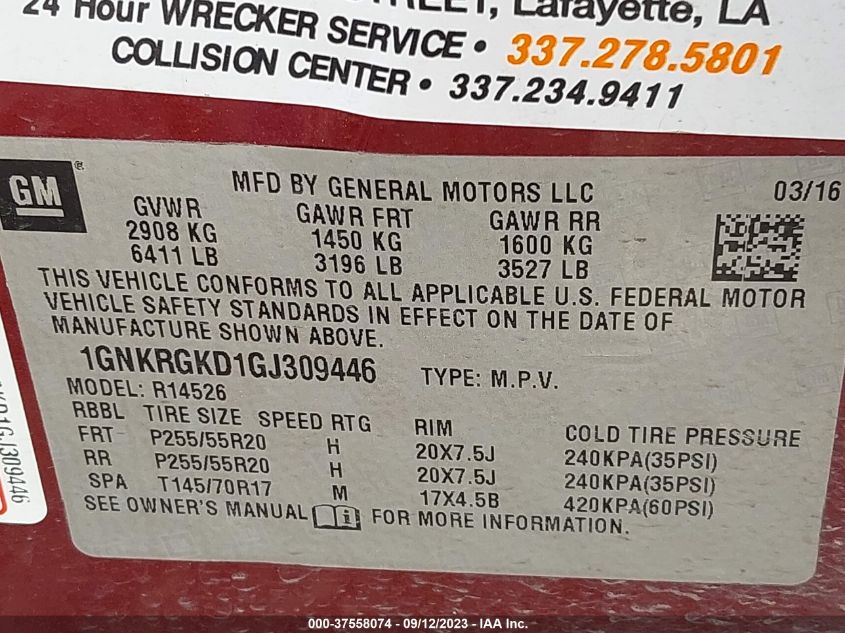 STREET, Lafayette, LA
24 Hour WRECKER SERVICE • 337.278.5801
COLLISION CENTER • 337.234.9411
GM®
MFD BY GENERAL MOTORS LLC 03/16
GVWR GAWR FRT GAWR RR
2908 KG 1450 KG 1600 KG
6411 LB 3196 LB 3527 LB
THIS VEHICLE CONFORMS TO ALL APPLICABLE U.S. FEDERAL MOTOR
VEHICLE SAFETY STANDARDS IN EFFECT ON THE DATE OF
MANUFACTURE SHOWN ABOVE.
1GNKRGKD1GJ309446 TYPE: M.P.V.
MODEL: R14526
RBBL TIRE SIZE SPEED RTG RIM COLD TIRE PRESSURE
FRT P255/55R20 H 20X7.5J 240KPA(35PSI)
RR P255/55R20 H 20X7.5J 240KPA(35PSI)
SPA T145/70R17 M 17X4.5B 420KPA(60PSI)
SEE OWNER'S MANUAL i FOR MORE INFORMATION.
KD1GJ309446
000-37558074 - 09/12/2023 - IAA Inc.